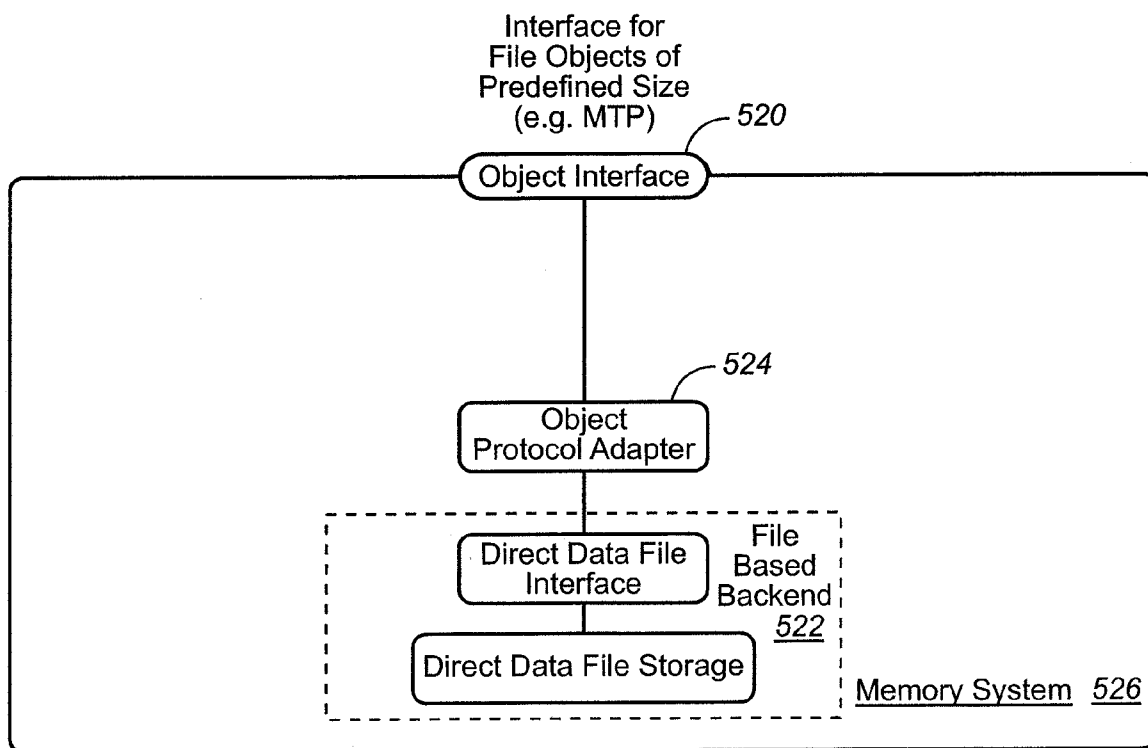 Interface for
File Objects of
Predefined Size
(e.g. MTP)
520
Object Interface
524
Object
Protocol Adapter
Direct Data File
Interface
File
Based
Backend
522
Direct Data File Storage
Memory System 526